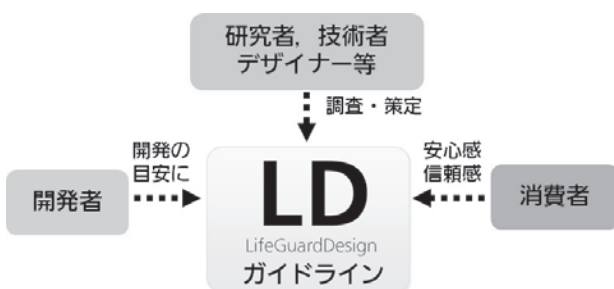 研究者，技術者
デザイナー等
調査・策定
開発の
目安に
安心感
信頼感
開発者
LD
LifeGuardDesign
ガイドライン
消費者